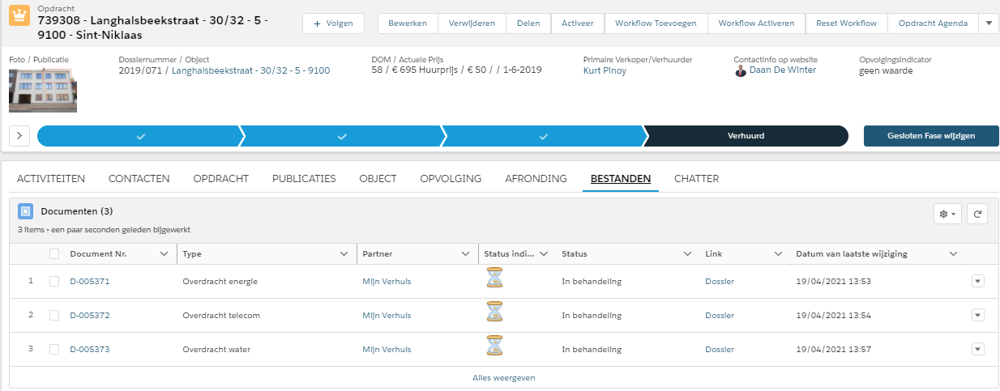 Opdracht
739308 - Langhalsbeekstraat - 30/32 - 5 -
9100 - Sint-Niklaas
+ Volgen
Bewerken
Verwijderen
Delen
Activeer
Workflow Toevoegen
Workflow Activeren
Reset Workflow
Opdracht Agenda
Foto / Publicatie
Dossiernummer / Object
2019/071 / Langhalsbeekstraat - 30/32 - 5 - 9100
DOM / Actuele Prijs
58 / € 695 Huurprijs / € 50 / / 1-6-2019
Primaire Verkoper/Verhuurder
Kurt Pinoy
Contactinfo op website
Daan De Winter
Opvolgingsindicator
geen waarde
Verhuurd
Gesloten Fase wijzigen
ACTIVITEITEN CONTACTEN OPDRACHT PUBLICATIES OBJECT OPVOLGING AFRONDING BESTANDEN CHATTER
Documenten (3)
3 items • een paar seconden geleden bijgewerkt
Document Nr. Type Partner Status indi... Status Link Datum van laatste wijziging
1 D-005371 Overdracht energie Mijn Verhuis In behandeling Dossier 19/04/2021 13:53
2 D-005372 Overdracht telecom Mijn Verhuis In behandeling Dossier 19/04/2021 13:54
3 D-005373 Overdracht water Mijn Verhuis In behandeling Dossier 19/04/2021 13:57
Alles weergeven